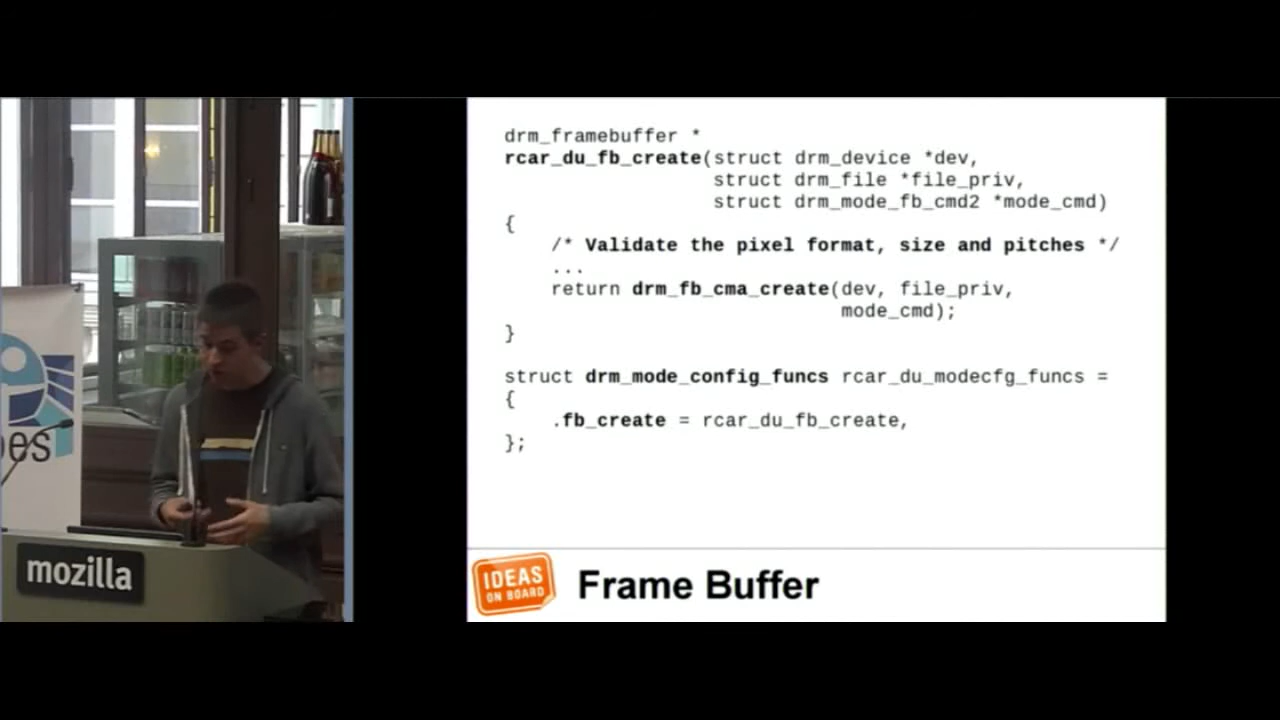 drm_framebuffer *
rcar_du_fb_create(struct drm_device *dev,
struct drm_file *file_priv,
struct drm_mode_fb_cmd2 *mode_cmd)
{
/* Validate the pixel format, size and pitches */
...
return drm_fb_cma_create(dev, file_priv,
mode_cmd);
}
struct drm_mode_config_funcs rcar_du_modecfg_funcs =
{
.fb_create = rcar_du_fb_create,
};
IDEAS
ON BOARD
Frame Buffer
mozilla